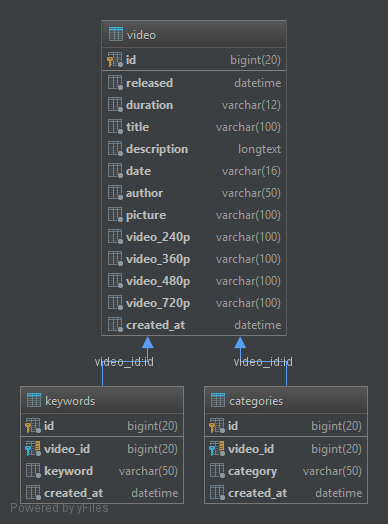 video
id bigint(20)
released datetime
duration varchar(12)
title varchar(100)
description longtext
date varchar(16)
author varchar(50)
picture varchar(100)
video_240p varchar(100)
video_360p varchar(100)
video_480p varchar(100)
video_720p varchar(100)
created_at datetime
video_id:id video_id:id
keywords
id bigint(20)
video_id bigint(20)
keyword varchar(50)
created_at datetime
categories
id bigint(20)
video_id bigint(20)
category varchar(50)
created_at datetime
Powered by yFiles